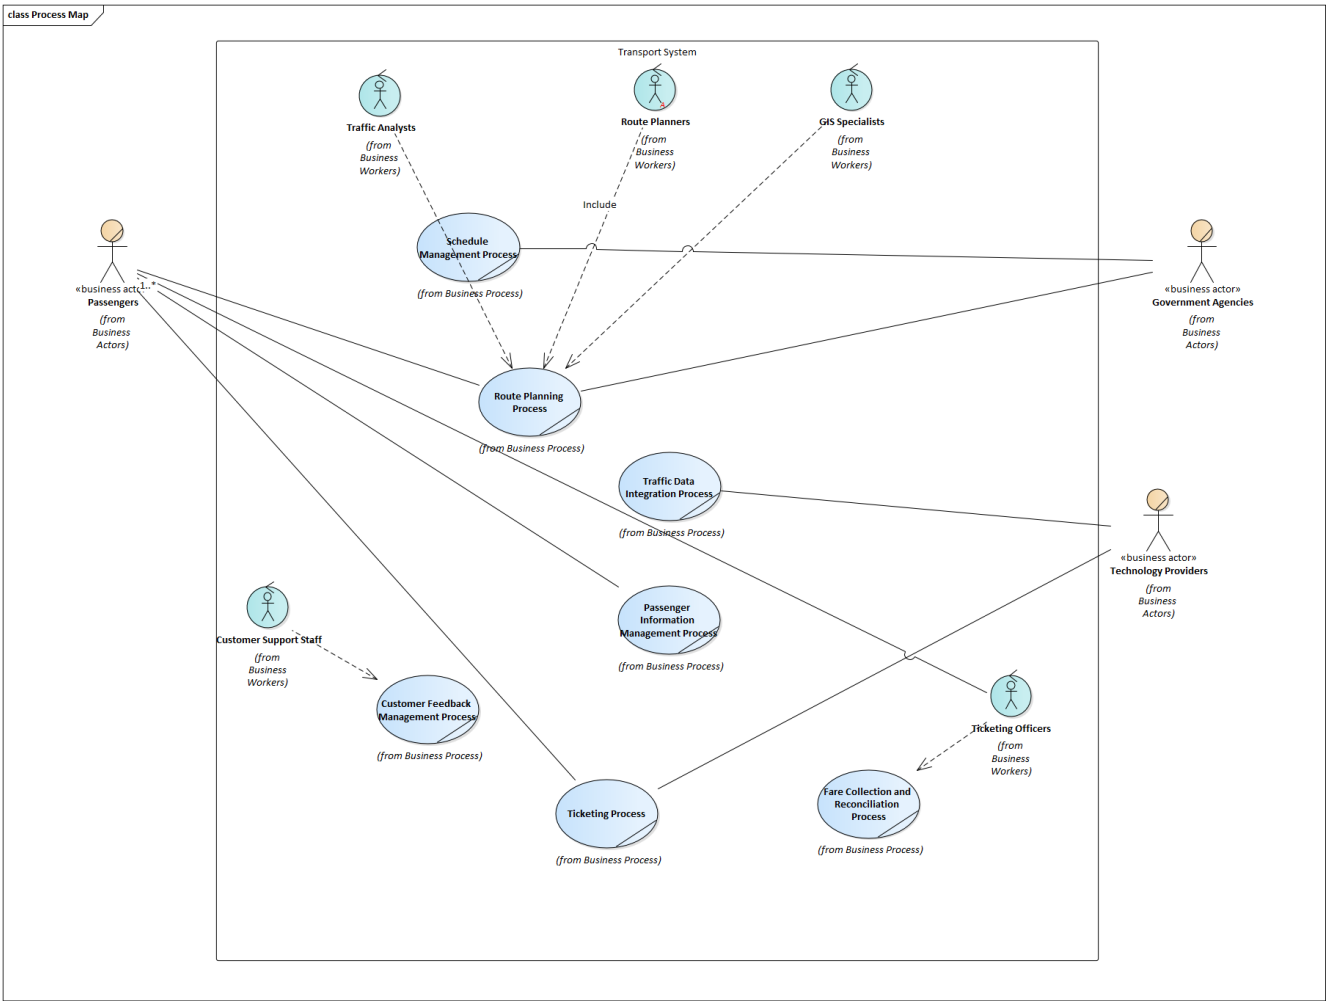 class Process Map
Transport System
Traffic Analysts
(from
Business
Workers)
Route Planners
(from
Business
Workers)
GIS Specialists
(from
Business
Workers)
Include
Schedule
Management Process
(from Business Process)
«business
1..*
Passengers
(from
Business
Actors)
«business actor»
Government Agencies
(from
Business
Actors)
Route Planning
Process
(from Business Process)
Traffic Data
Integration Process
(from Business Process)
«business actor»
Technology Providers
(from
Business
Actors)
Passenger
Information
Management Process
(from Business Process)
Customer Support Staff
(from
Business
Workers)
Customer Feedback
Management Process
(from Business Process)
Ticketing Officers
(from
Business
Workers)
Ticketing Process
(from Business Process)
Fare Collection and
Reconciliation
Process
(from Business Process)